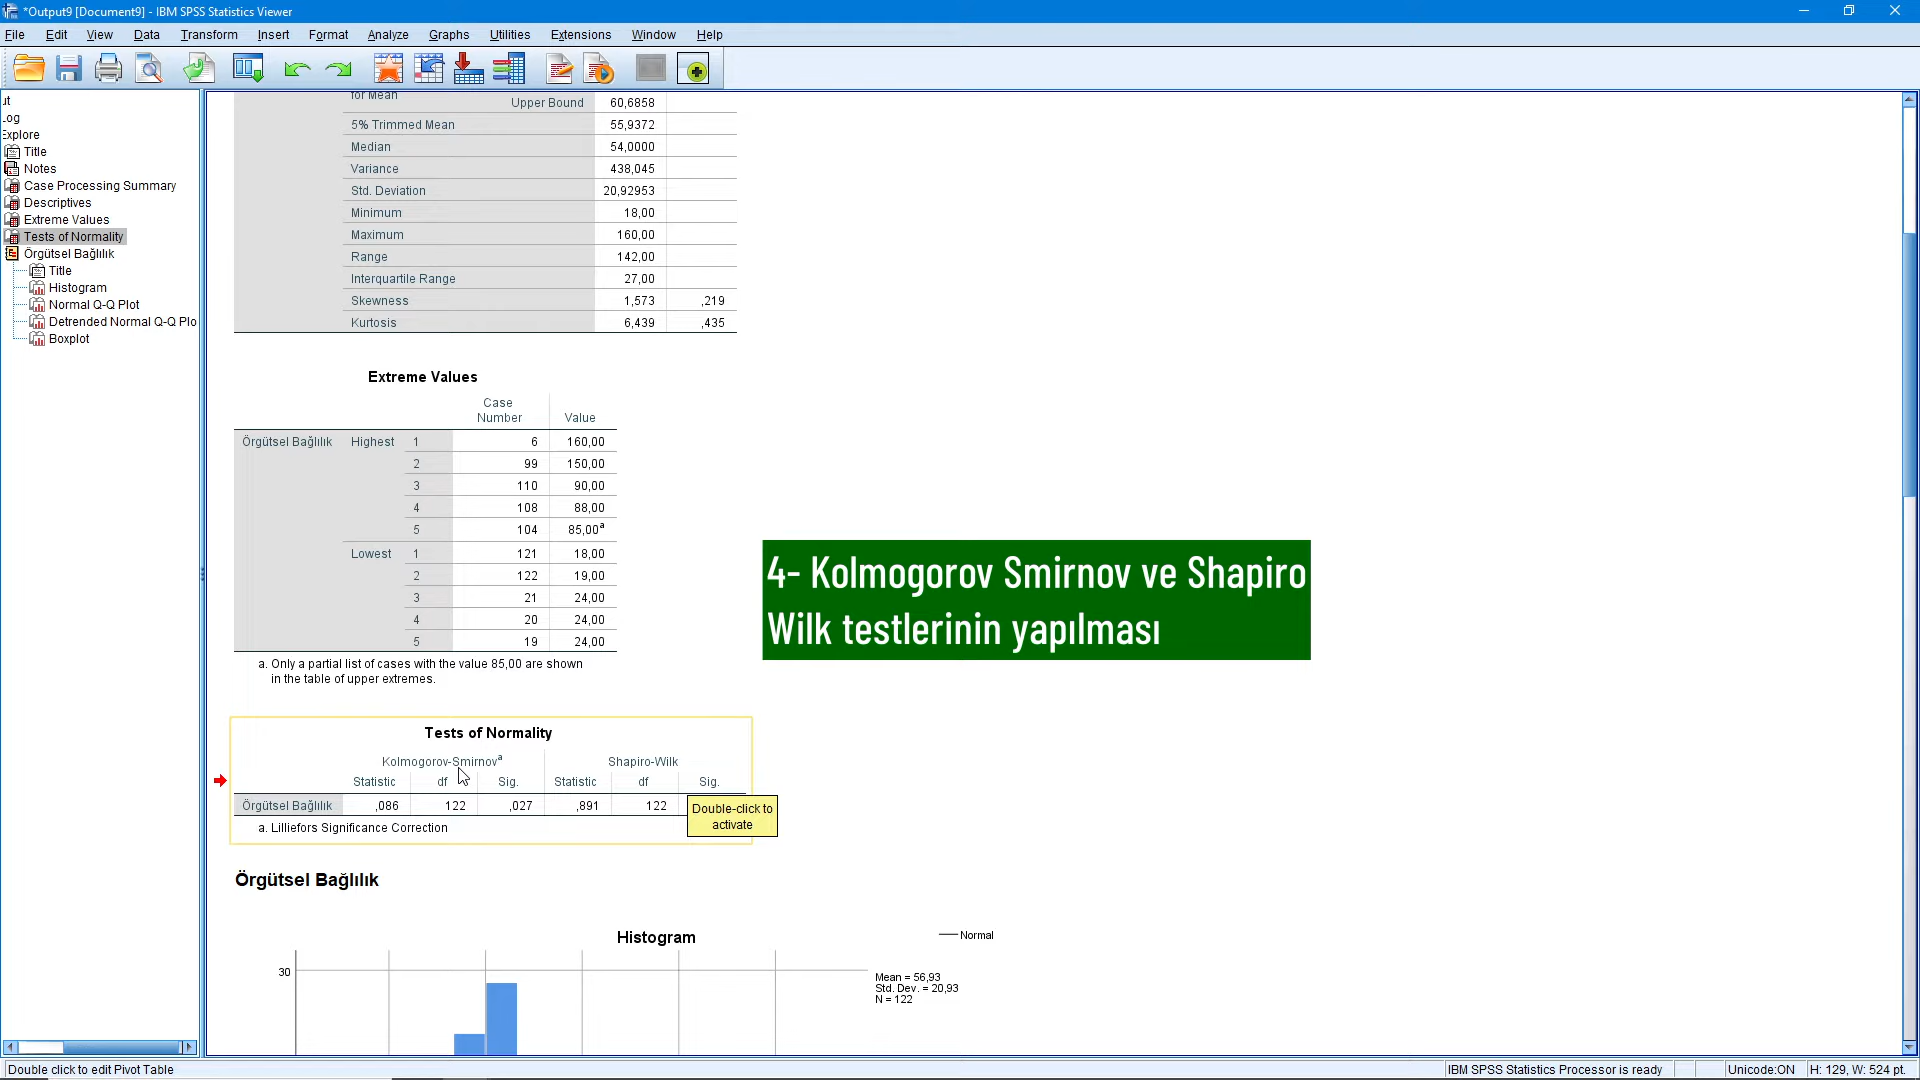 *Output9 [Document9] - IBM SPSS Statistics Viewer
File Edit View Data Transform Insert Format Analyze Graphs Utilities Extensions Window Help
ut
Log
Explore
Title
Notes
Case Processing Summary
Descriptives
Extreme Values
Tests of Normality
Örgütsel Bağlılık
Title
Histogram
Normal Q-Q Plot
Detrended Normal Q-Q Plo
Boxplot
for Mean
Upper Bound 60,6858
5% Trimmed Mean 55,9372
Median 54,0000
Variance 438,045
Std. Deviation 20,92953
Minimum 18,00
Maximum 160,00
Range 142,00
Interquartile Range 27,00
Skewness 1,573 ,219
Kurtosis 6,439 ,435
Extreme Values
Case
Number Value
Örgütsel Bağlılık Highest 1 6 160,00
2 99 150,00
3 110 90,00
4 108 88,00
5 104 85,00a
Lowest 1 121 18,00
2 122 19,00
3 21 24,00
4 20 24,00
5 19 24,00
a. Only a partial list of cases with the value 85,00 are shown
in the table of upper extremes.
4- Kolmogorov Smirnov ve Shapiro
Wilk testlerinin yapılması
Tests of Normality
Kolmogorov-Smirnova Shapiro-Wilk
Statistic df Sig. Statistic df Sig.
Örgütsel Bağlılık ,086 122 ,027 ,891 122
a. Lilliefors Significance Correction
Double-click to
activate
Örgütsel Bağlılık
Histogram
Normal
30
Mean = 56,93
Std. Dev. = 20,93
N = 122
Double click to edit Pivot Table IBM SPSS Statistics Processor is ready Unicode:ON H: 129, W: 524 pt.